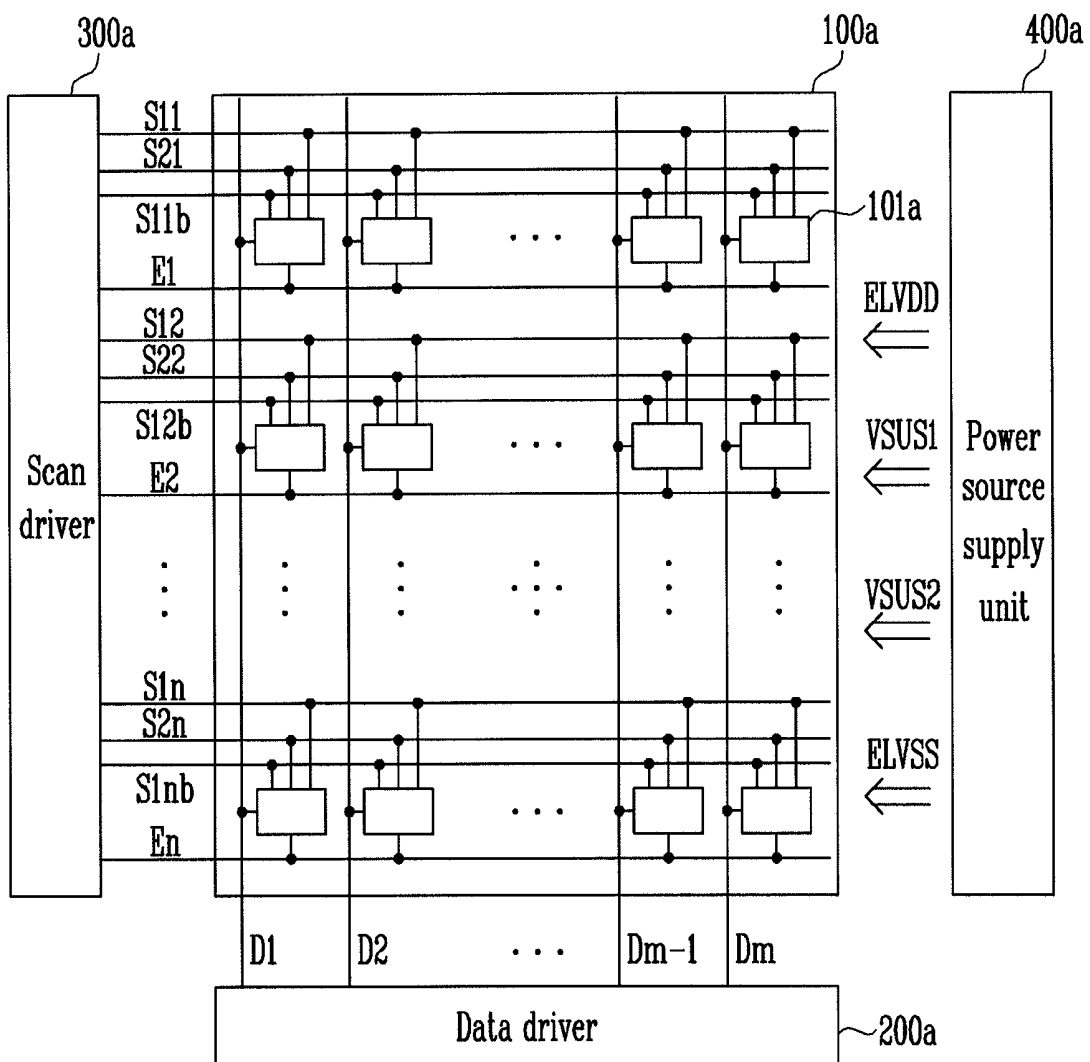 300a
100a
400a
S11
S21
S11b
101a
E1
ELVDD
S12
S22
S12b
VSUS1
E2
Scan
driver
Power
source
supply
unit
VSUS2
S1n
S2n
ELVSS
S1nb
En
D1
D2
Dm-1
Dm
Data driver
200a